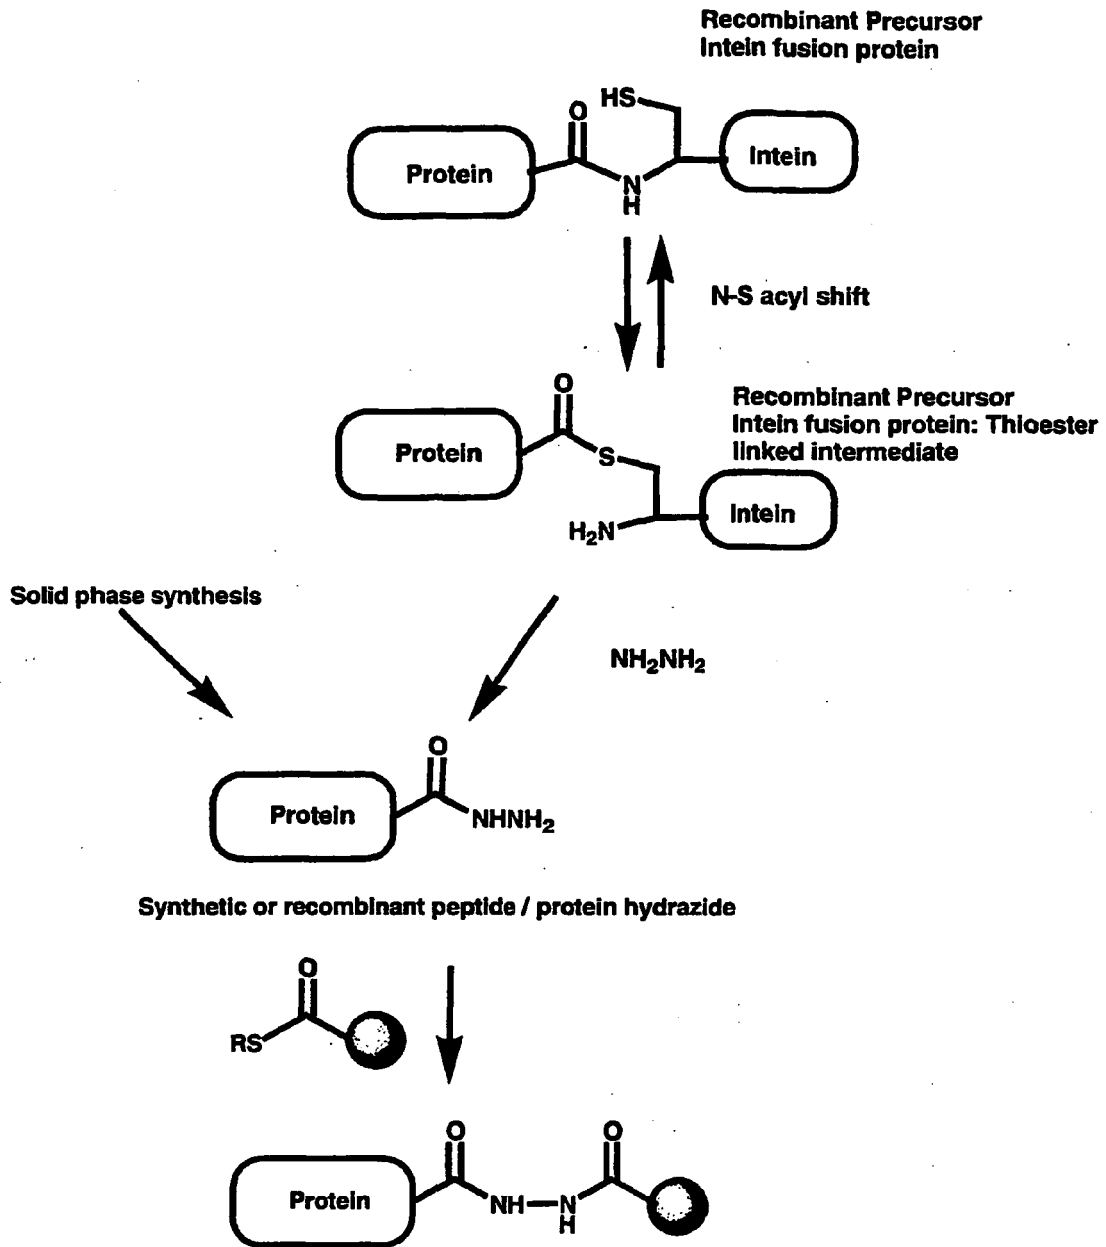 Recombinant Precursor
Intein fusion protein
HS
O
Protein
N
H
Intein
N-S acyl shift
O
Recombinant Precursor
Intein fusion protein: Thioester
linked intermediate
Protein
S
H2N
Intein
Solid phase synthesis
NH2NH2
O
Protein
NHNH2
Synthetic or recombinant peptide / protein hydrazide
O
RS
O
O
Protein
NH
N
H